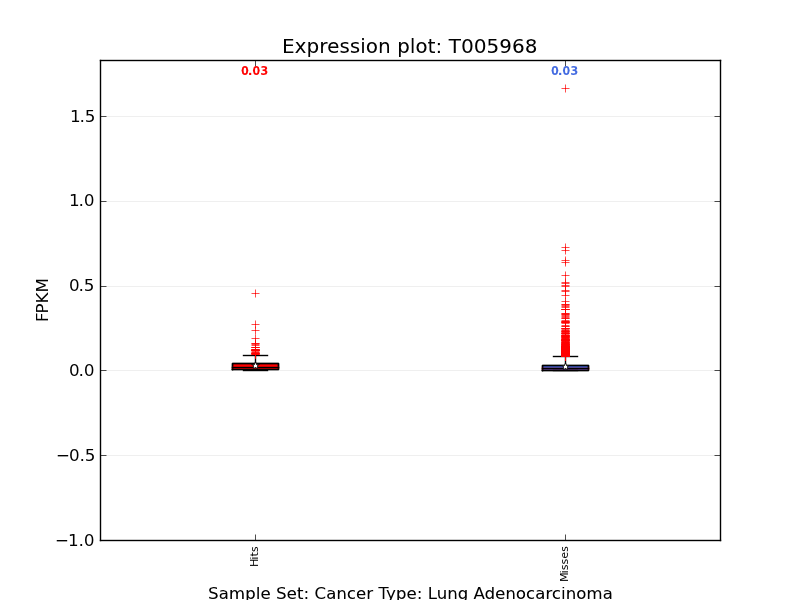 Expression plot: T005968
0.03
0.03
1.5
1.0
0.5
0.0
−0.5
−1.0
FPKM
Hits
Misses
Sample Set: Cancer Type: Lung Adenocarcinoma